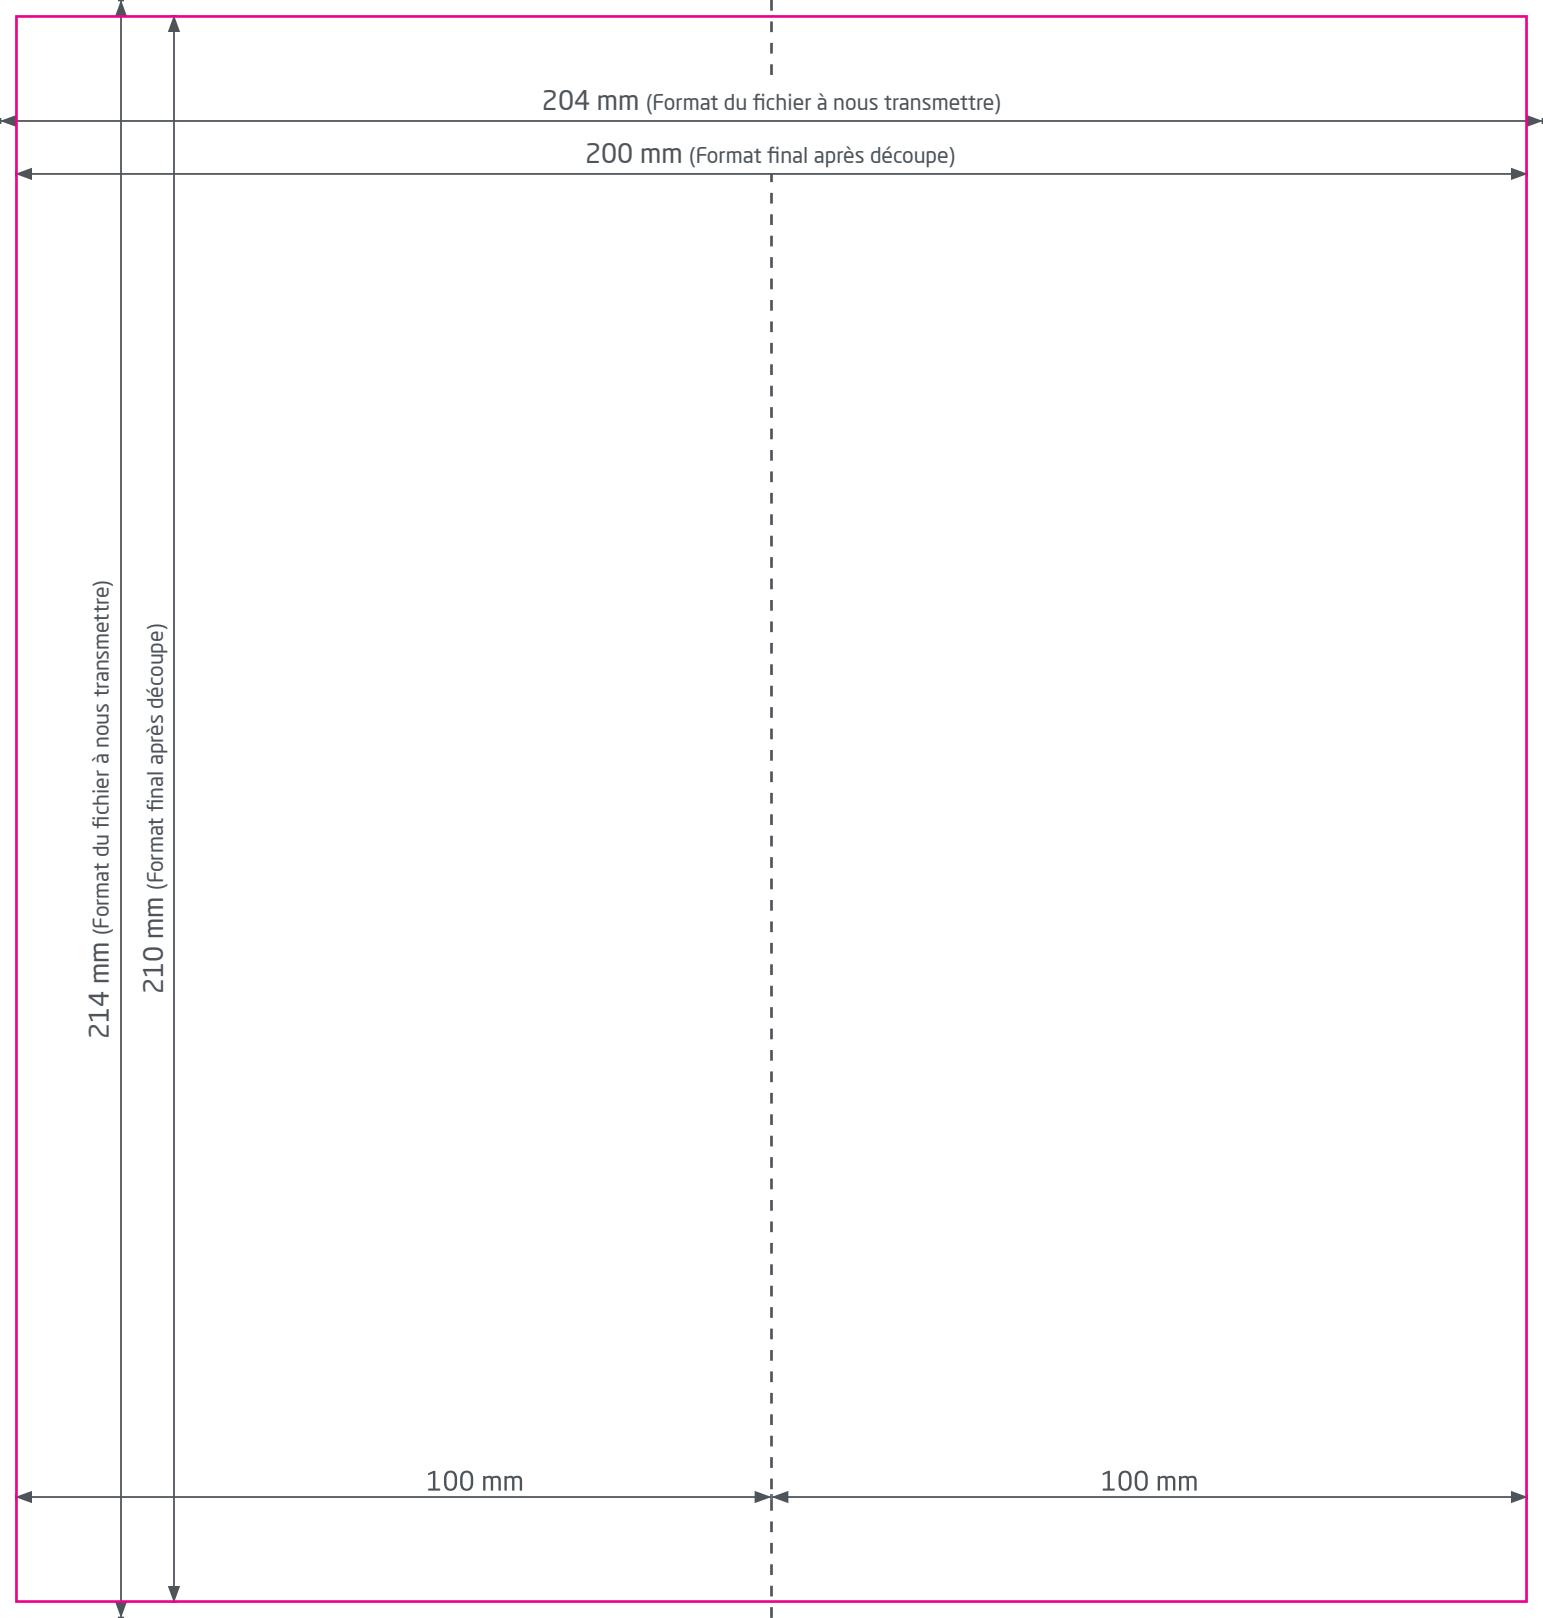 204 mm (Format du fichier à nous transmettre)
200 mm (Format final après découpe)
214 mm (Format du fichier à nous transmettre)
210 mm (Format final après découpe)
100 mm
100 mm